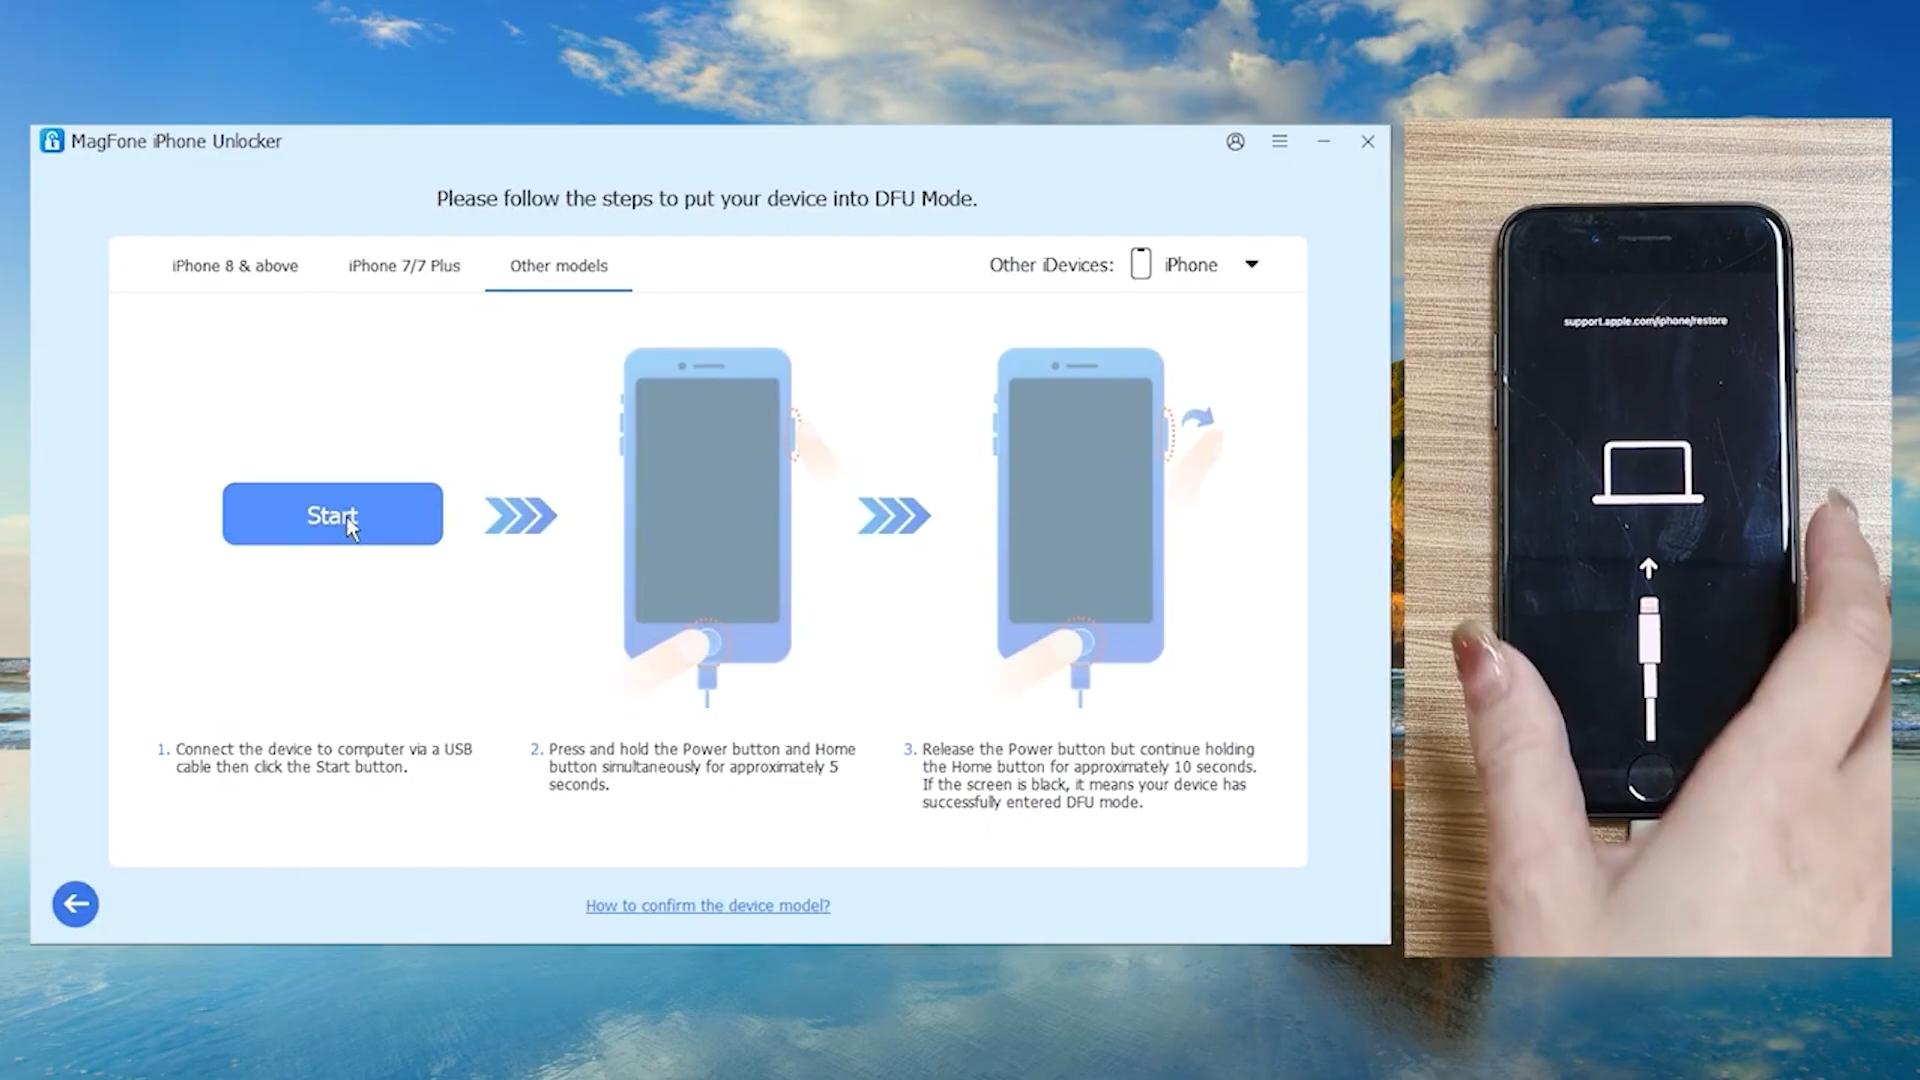 MagFone iPhone Unlocker
Please follow the steps to put your device into DFU Mode.
iPhone 8 & above
iPhone 7/7 Plus
Other models
Other iDevices:
iPhone
Start
1. Connect the device to computer via a USB
cable then click the Start button.
2. Press and hold the Power button and Home
button simultaneously for approximately 5
seconds.
3. Release the Power button but continue holding
the Home button for approximately 10 seconds.
If the screen is black, it means your device has
successfully entered DFU mode.
How to confirm the device model?
support.apple.com/iphone/restore